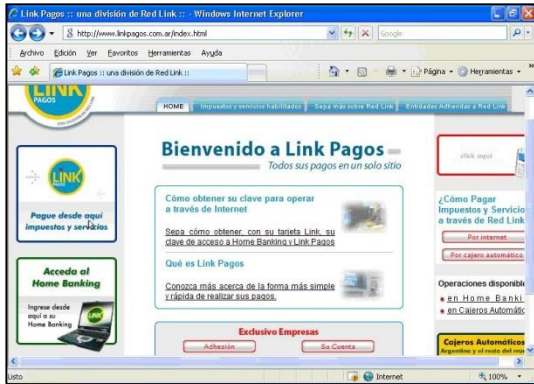 Link Pagos :: una división de Red Link :: - Windows Internet Explorer
http://www.linkpagos.com.ar/index.html
Google
Archivo Edición Ver Favoritos Herramientas Ayuda
Link Pagos :: una división de Red Link ::
Página
Herramientas
LINK
PAGOS
HOME
Impuestos y servicios habilitados
Sepa más sobre Red Link
Entidades Adheridas a Red Link
Bienvenido a Link Pagos
Todos sus pagos en un solo sitio
LINK
PAGOS
Pague desde aquí
impuestos y servicios
Acceda al
Home Banking
Ingrese desde
aquí a su
Home Banking
Cómo obtener su clave para operar
a través de Internet
Sepa cómo obtener, con su tarjeta Link, su
clave de acceso a Home Banking y Link Pagos
Qué es Link Pagos
Conozca más acerca de la forma más simple
y rápida de realizar sus pagos.
Exclusivo Empresas
Adhesión
Su Cuenta
click aquí
¿Cómo Pagar
Impuestos y Servicio
a través de Red Link
Por internet
Por cajero automático
Operaciones disponibl
en Home Banki
en Cajeros Automátic
Cajeros Automáticos
Argentina y el resto del mun
Listo
Internet
100%